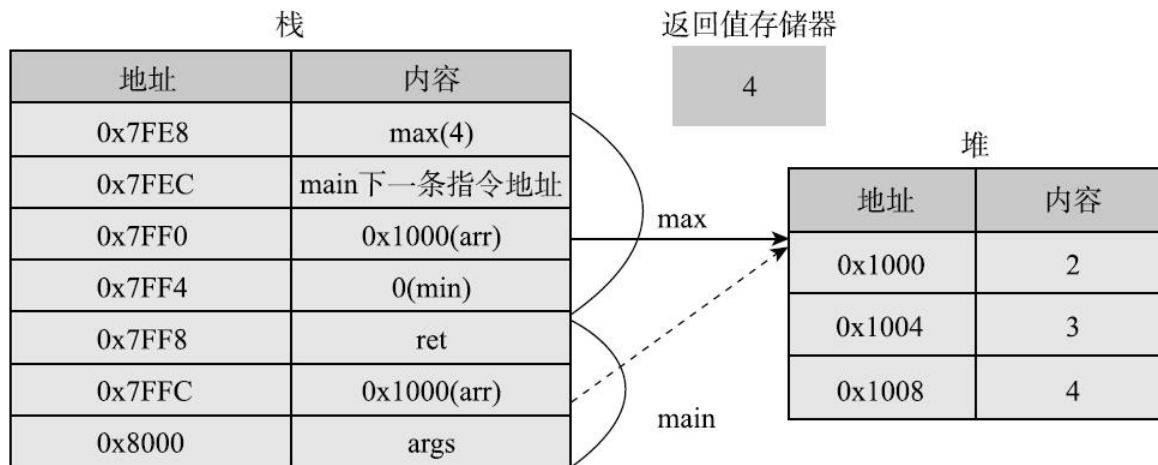 栈
地址 内容
0x7FE8 max(4)
0x7FEC main下一条指令地址
0x7FF0 0x1000(arr)
0x7FF4 0(min)
0x7FF8 ret
0x7FFC 0x1000(arr)
0x8000 args
max
main
返回值存储器
4
堆
地址 内容
0x1000 2
0x1004 3
0x1008 4